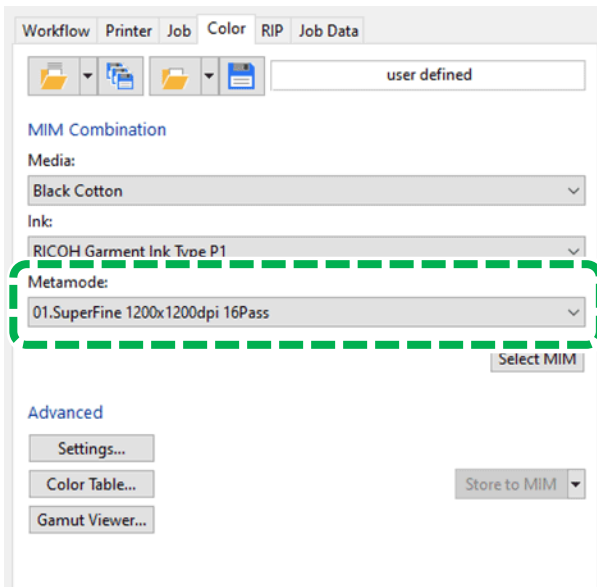 Workflow Printer Job Color RIP Job Data
user defined
MIM Combination
Media:
Black Cotton
Ink:
RICOH Garment Ink Type P1
Metamode:
01.SuperFine 1200x1200dpi 16Pass
Select MIM
Advanced
Settings...
Color Table... Store to MIM
Gamut Viewer...